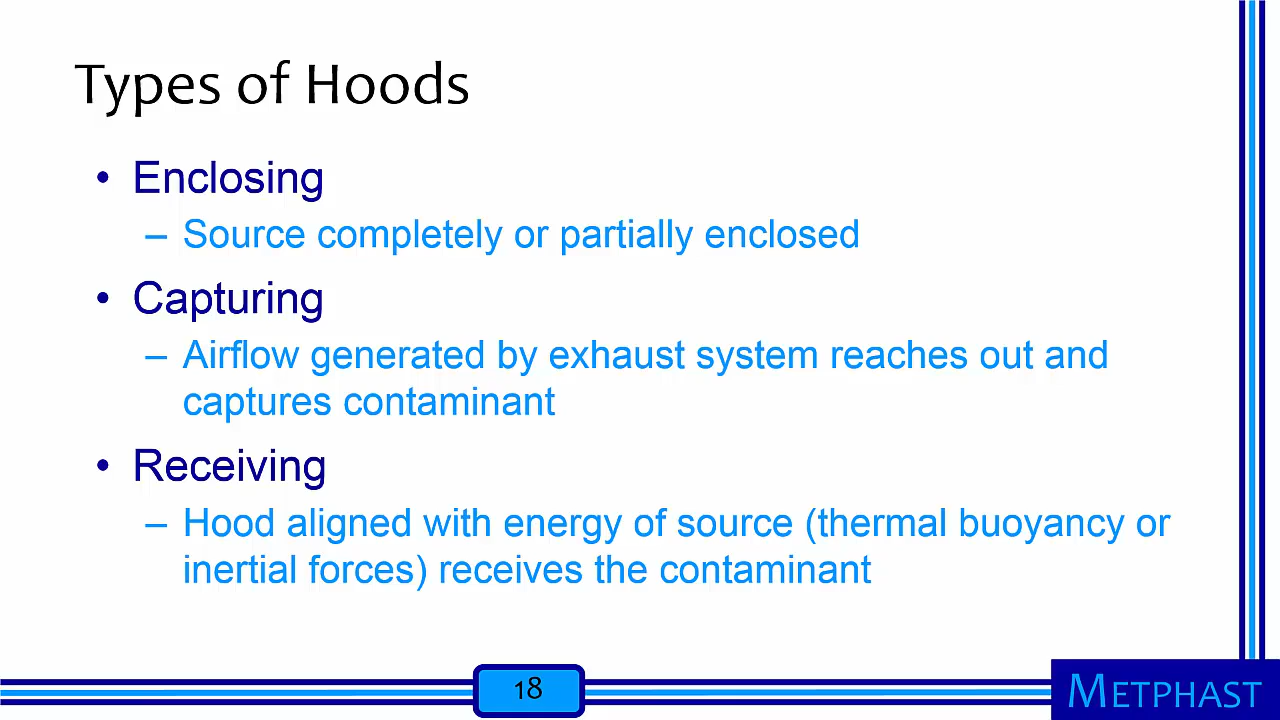 Types of Hoods
• Enclosing
– Source completely or partially enclosed
• Capturing
– Airflow generated by exhaust system reaches out and
captures contaminant
• Receiving
– Hood aligned with energy of source (thermal buoyancy or
inertial forces) receives the contaminant
18
METPHAST